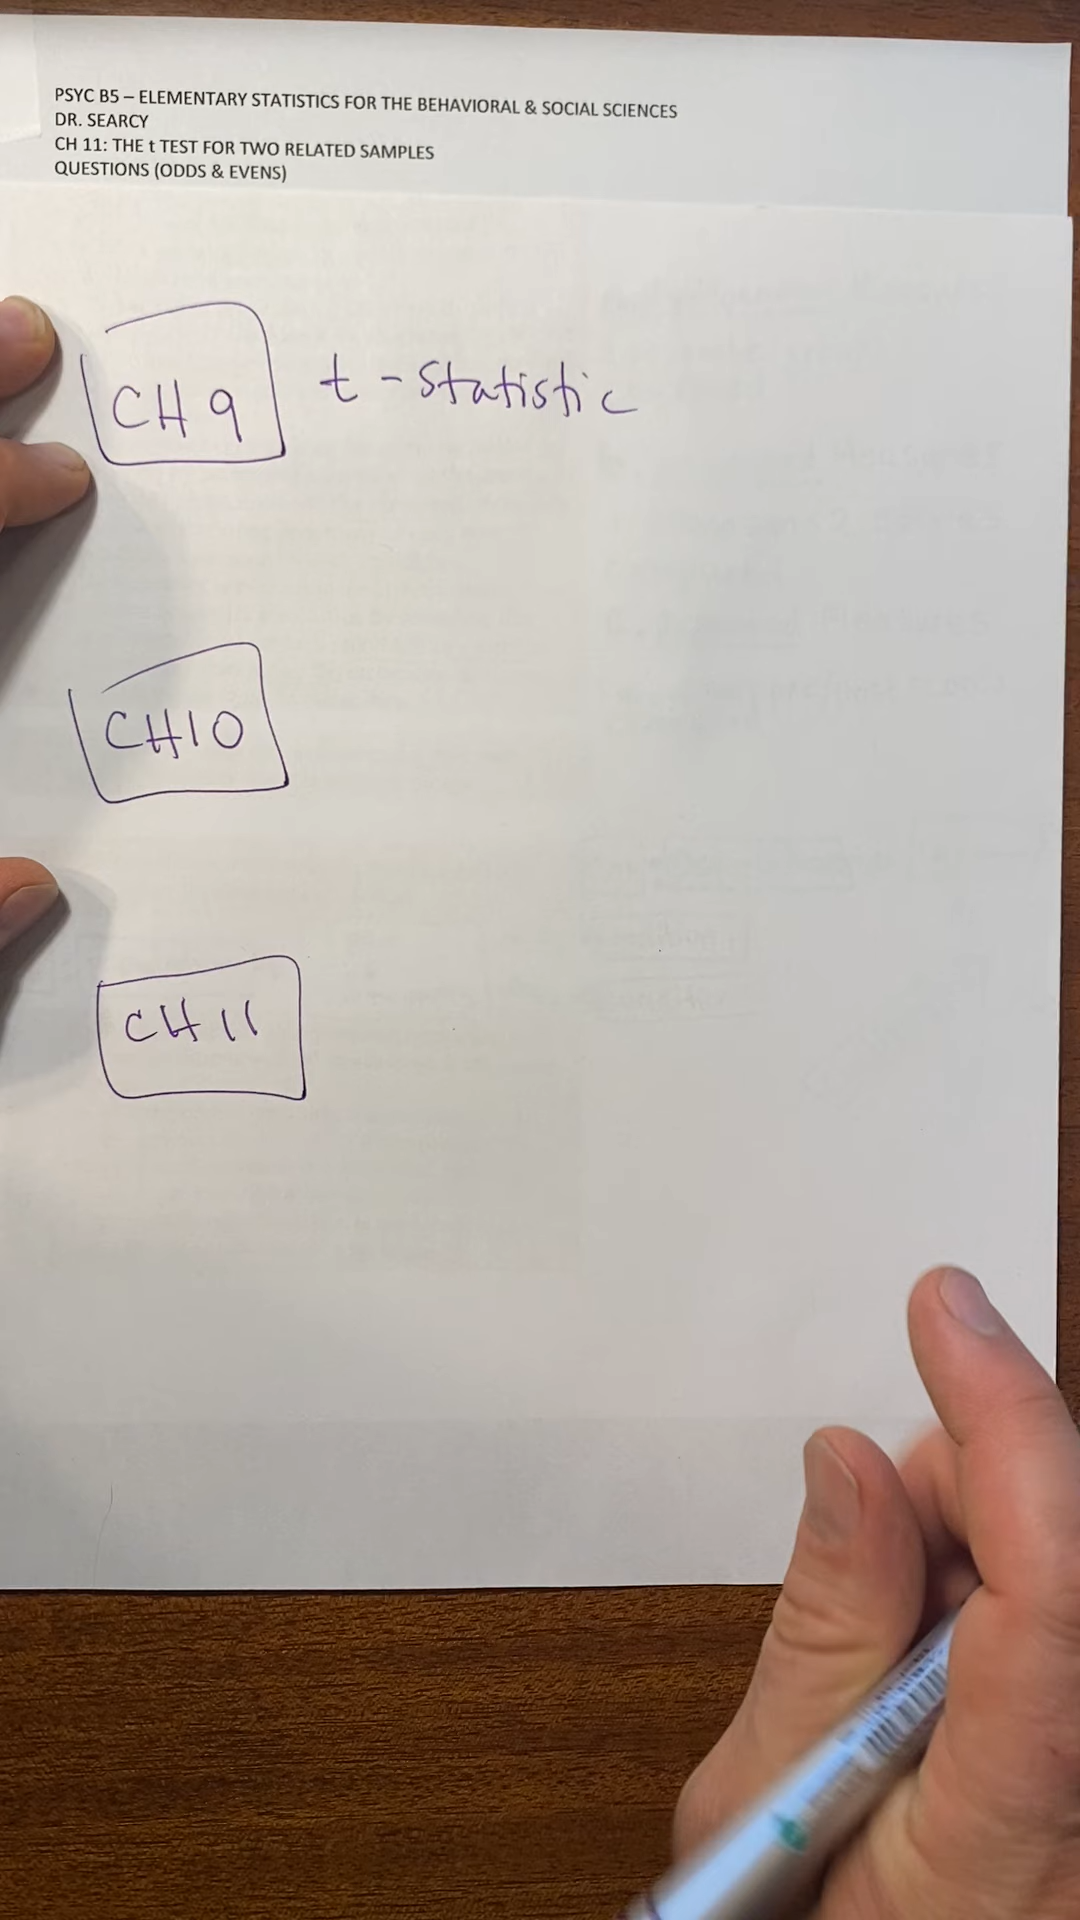 PSYC B5 – ELEMENTARY STATISTICS FOR THE BEHAVIORAL & SOCIAL SCIENCES
DR. SEARCY
CH 11: THE t TEST FOR TWO RELATED SAMPLES
QUESTIONS (ODDS & EVENS)
CH 9 t - Statistic
CH10
CH 11